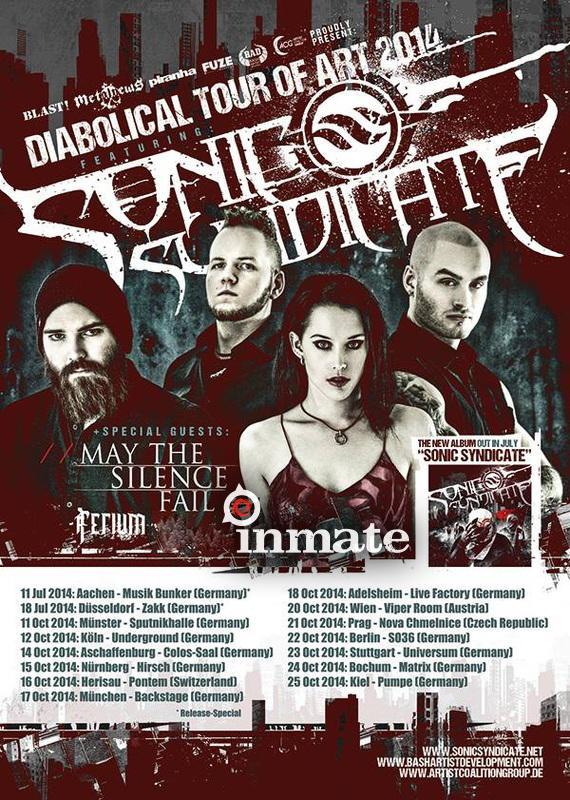 BLAST! Metal Hews piranha FUZE BAD ACG PROUDLY PRESENT:
DIABOLICAL TOUR OF ART 2014
FEATURING:
SONIC
SYNDICATE
+SPECIAL GUESTS:
// MAY THE
SILENCE
FAIL
AERIUM
inmate
THE NEW ALBUM OUT IN JULY
"SONIC SYNDICATE"
SONIC
SYNDICATE
11 Jul 2014: Aachen - Musik Bunker (Germany)*
18 Jul 2014: Düsseldorf - Zakk (Germany)*
11 Oct 2014: Münster - Sputnikhalle (Germany)
12 Oct 2014: Köln - Underground (Germany)
14 Oct 2014: Aschaffenburg - Colos-Saal (Germany)
15 Oct 2014: Nürnberg - Hirsch (Germany)
16 Oct 2014: Herisau - Pontem (Switzerland)
17 Oct 2014: München - Backstage (Germany)
* Release-Special
18 Oct 2014: Adelsheim - Live Factory (Germany)
20 Oct 2014: Wien - Viper Room (Austria)
21 Oct 2014: Prag - Nova Chmelnice (Czech Republic)
22 Oct 2014: Berlin - SO36 (Germany)
23 Oct 2014: Stuttgart - Universum (Germany)
24 Oct 2014: Bochum - Matrix (Germany)
25 Oct 2014: Kiel - Pumpe (Germany)
WWW.SONICSYNDICATE.NET
WWW.BASHARTISTDEVELOPMENT.COM
WWW.ARTISTCOALITIONGROUP.DE